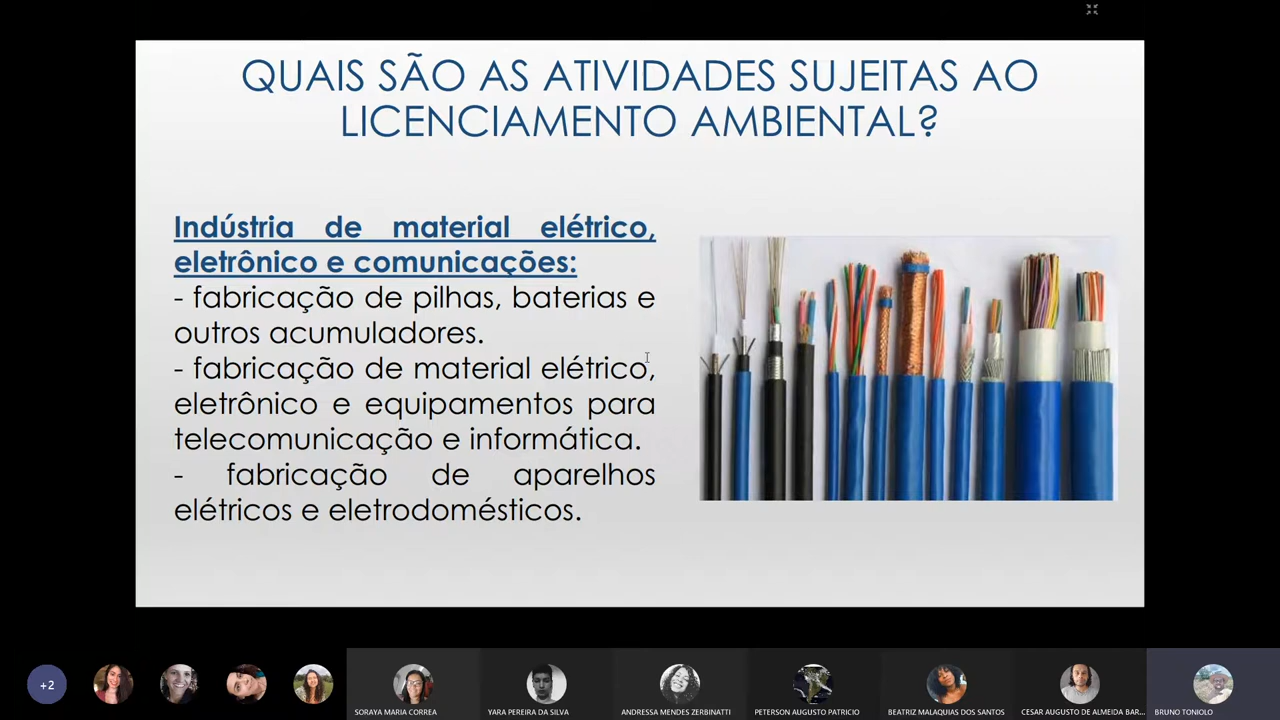 QUAIS SÃO AS ATIVIDADES SUJEITAS AO
LICENCIAMENTO AMBIENTAL?
Indústria de material elétrico,
eletrônico e comunicações:
- fabricação de pilhas, baterias e
outros acumuladores.
- fabricação de material elétrico,
eletrônico e equipamentos para
telecomunicação e informática.
- fabricação de aparelhos
elétricos e eletrodomésticos.
+2
SORAYA MARIA CORREA
YARA PEREIRA DA SILVA
ANDRESSA MENDES ZERBINATTI
PETERSON AUGUSTO PATRICIO
BEATRIZ MALAQUIAS DOS SANTOS
CESAR AUGUSTO DE ALMEIDA BAR...
BRUNO TONIOLO